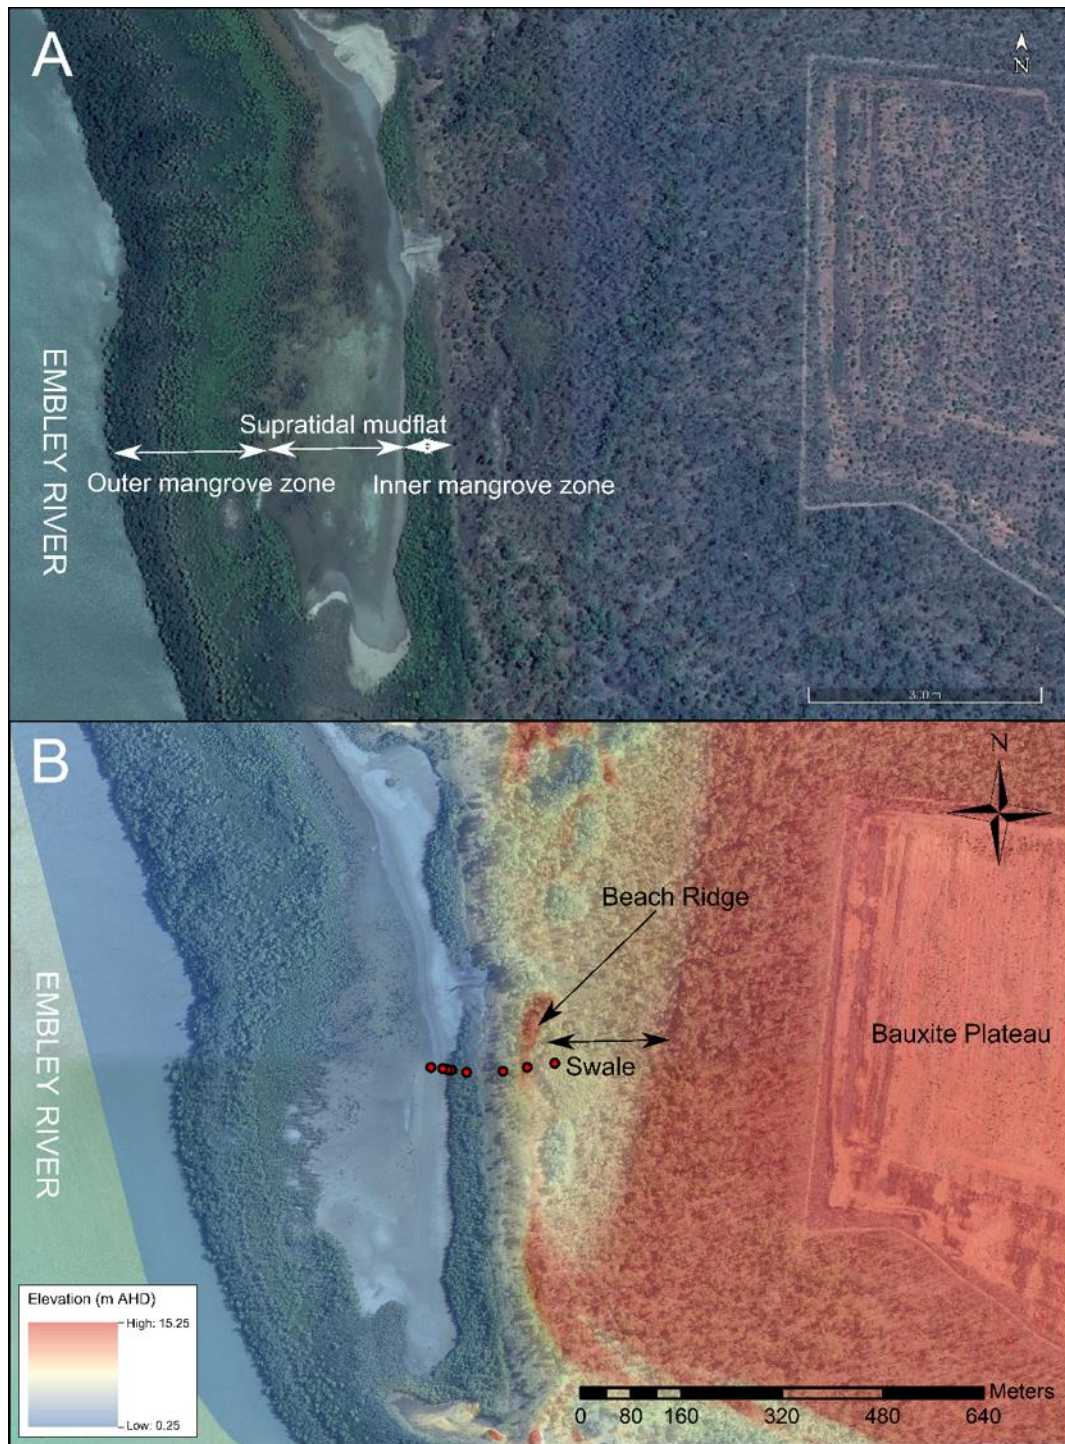 A
N
EMBLEY RIVER
Supratidal mudflat
Outer mangrove zone
Inner mangrove zone
300 m
B
N
Beach Ridge
Swale
Bauxite Plateau
EMBLEY RIVER
Elevation (m AHD)
High: 15.25
Low: 0.25
Meters
0 80 160 320 480 640